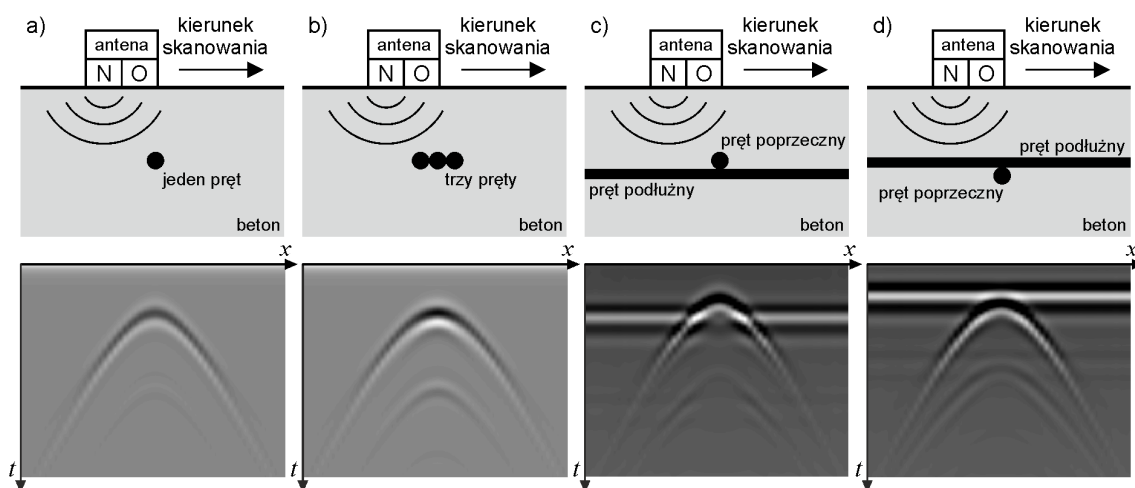 a)
antena
N O
kierunek
skanowania
jeden pręt
beton
b)
antena
N O
kierunek
skanowania
trzy pręty
beton
c)
antena
N O
kierunek
skanowania
pręt poprzeczny
pręt podłużny
beton
d)
antena
N O
kierunek
skanowania
pręt podłużny
pręt poprzeczny
beton
x
t
x
t
x
t
x
t